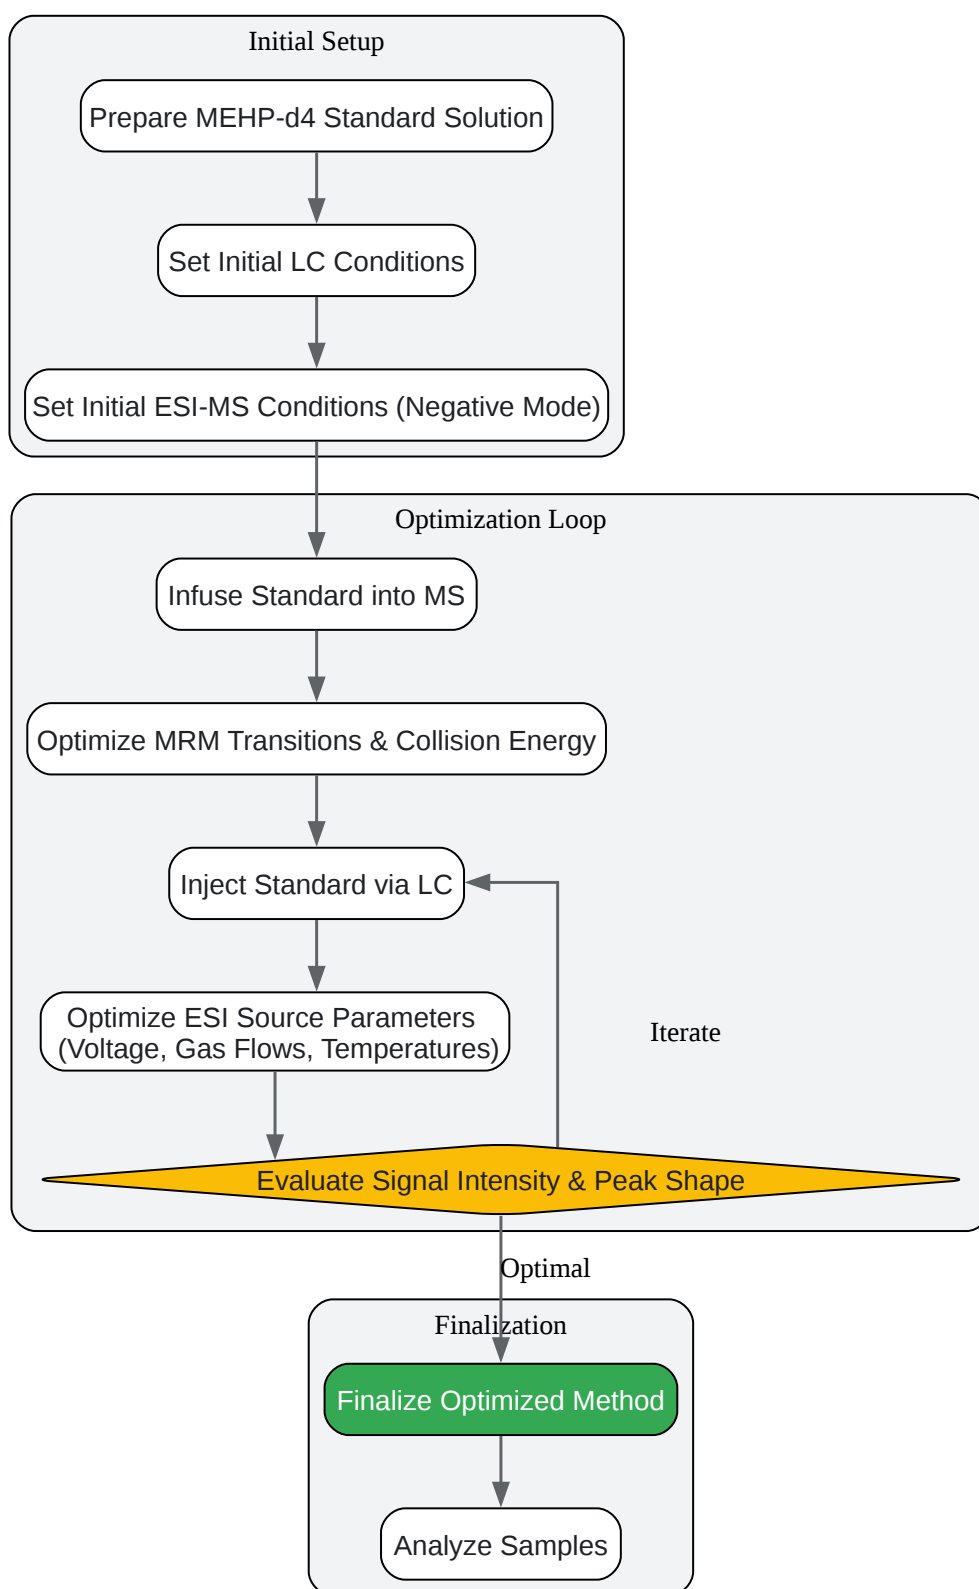 Initial Setup
Prepare MEHP-d4 Standard Solution
Set Initial LC Conditions
Set Initial ESI-MS Conditions (Negative Mode)
Optimization Loop
Infuse Standard into MS
Optimize MRM Transitions & Collision Energy
Inject Standard via LC
Optimize ESI Source Parameters
(Voltage, Gas Flows, Temperatures)
Iterate
Evaluate Signal Intensity & Peak Shape
Optimal
Finalization
Finalize Optimized Method
Analyze Samples